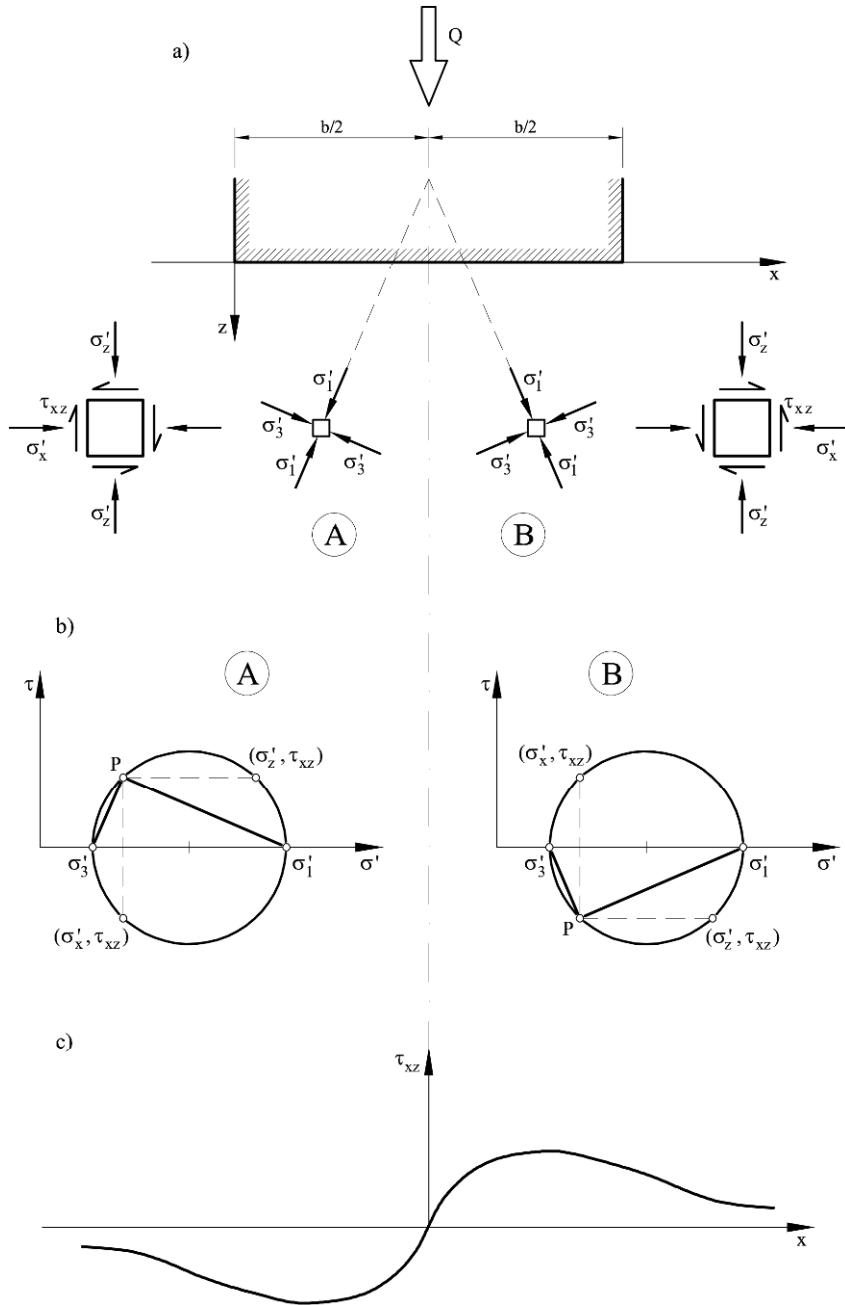 a)
Q
b/2 b/2
x
z
σ'z σ'z
σ'1 σ'1
τxz σ'3 σ'3 τxz
σ'x σ'1 σ'3 σ'3 σ'1 σ'x
σ'z σ'z
A B
b)
A B
τ τ
P (σ'z, τxz) (σ'x, τxz)
σ'3 σ'1 σ' σ'3 σ'1 σ'
(σ'x, τxz) P (σ'z, τxz)
c)
τxz
x